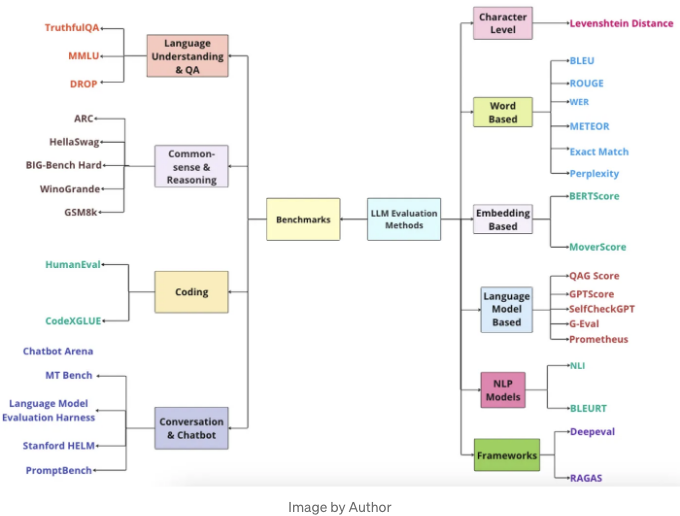 TruthfulQA
MMLU
DROP
Language
Understanding
& QA
ARC
HellaSwag
BIG-Bench Hard
WinoGrande
GSM8k
Common-
sense &
Reasoning
HumanEval
CodeXGLUE
Coding
Chatbot Arena
MT Bench
Language Model
Evaluation Harness
Stanford HELM
PromptBench
Conversation
& Chatbot
Benchmarks
LLM Evaluation
Methods
Character
Level
Levenshtein Distance
Word
Based
BLEU
ROUGE
WER
METEOR
Exact Match
Perplexity
Embedding
Based
BERTScore
MoverScore
Language
Model
Based
QAG Score
GPTScore
SelfCheckGPT
G-Eval
Prometheus
NLP
Models
NLI
BLEURT
Frameworks
Deepeval
RAGAS
Image by Author